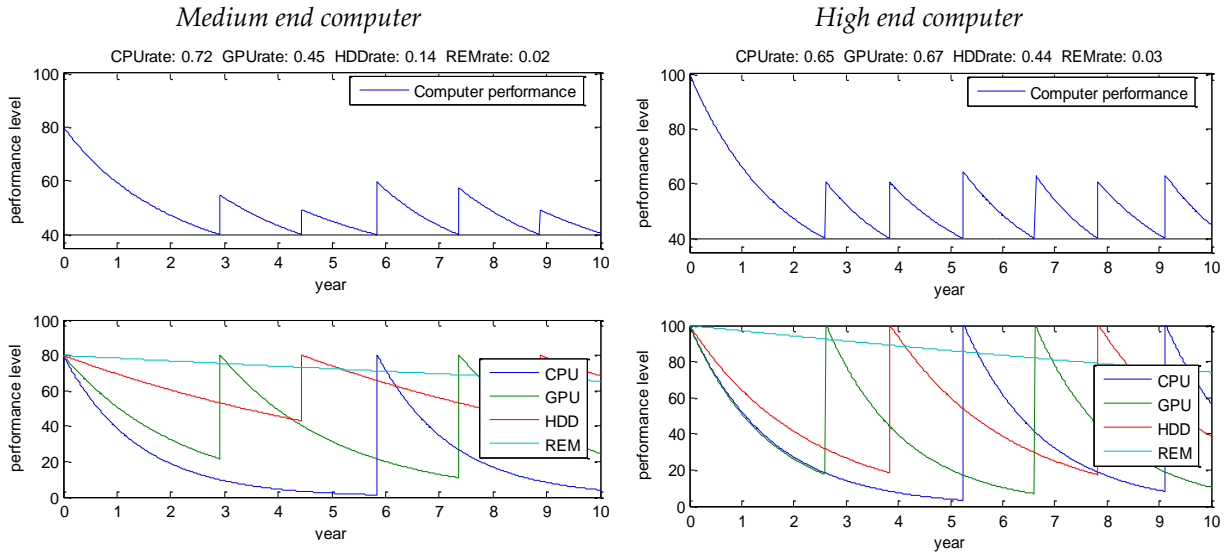 Medium end computer
CPUrate: 0.72 GPUrate: 0.45 HDDrate: 0.14 REMrate: 0.02
100
80
60
40
performance level
Computer performance
0 1 2 3 4 5 6 7 8 9 10
year
100
80
60
40
20
0
performance level
CPU
GPU
HDD
REM
0 1 2 3 4 5 6 7 8 9 10
year
High end computer
CPUrate: 0.65 GPUrate: 0.67 HDDrate: 0.44 REMrate: 0.03
100
80
60
40
performance level
Computer performance
0 1 2 3 4 5 6 7 8 9 10
year
100
80
60
40
20
0
performance level
CPU
GPU
HDD
REM
0 1 2 3 4 5 6 7 8 9 10
year